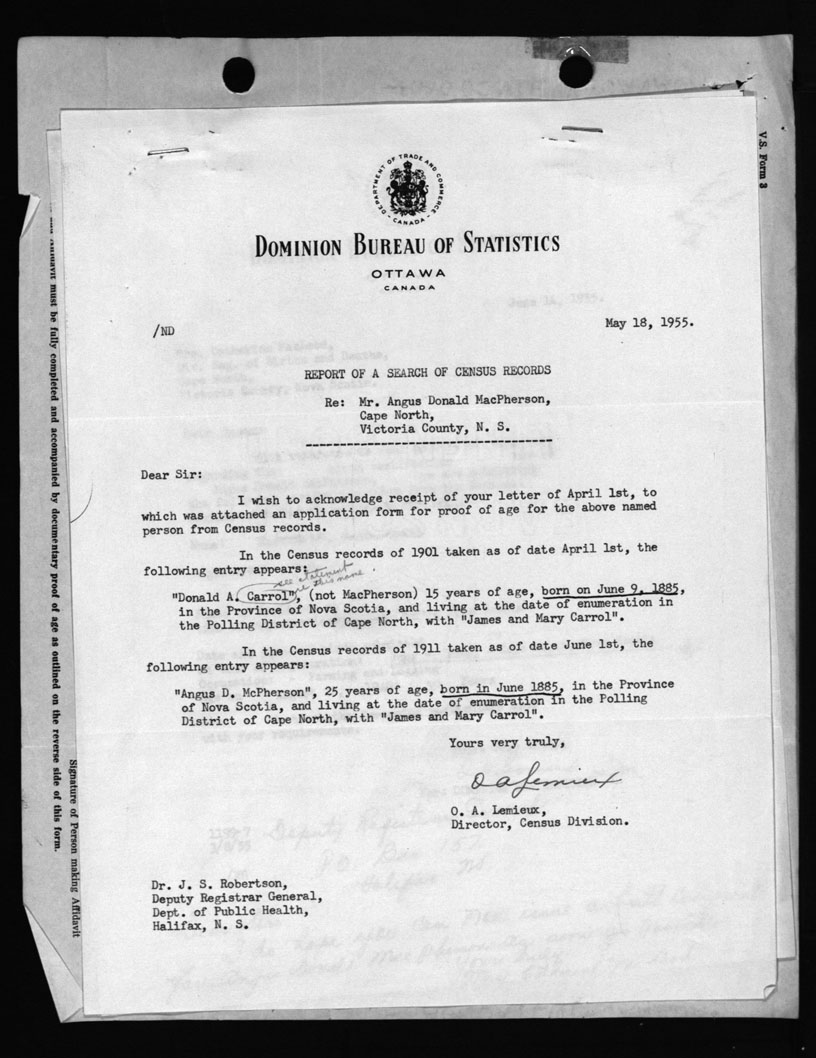 DEPARTMENT OF TRADE AND COMMERCE
CANADA
DOMINION BUREAU OF STATISTICS
OTTAWA
CANADA
June 14, 1955.
/ND
May 18, 1955.
REPORT OF A SEARCH OF CENSUS RECORDS
Re: Mr. Angus Donald MacPherson,
Cape North,
Victoria County, N. S.
Dear Sir:
I wish to acknowledge receipt of your letter of April 1st, to
which was attached an application form for proof of age for the above named
person from Census records.
In the Census records of 1901 taken as of date April 1st, the
following entry appears:
see statement
re this name
"Donald A. Carrol", (not MacPherson) 15 years of age, born on June 9, 1885,
in the Province of Nova Scotia, and living at the date of enumeration in
the Polling District of Cape North, with "James and Mary Carrol".
In the Census records of 1911 taken as of date June 1st, the
following entry appears:
"Angus D. McPherson", 25 years of age, born in June 1885, in the Province
of Nova Scotia, and living at the date of enumeration in the Polling
District of Cape North, with "James and Mary Carrol".
Yours very truly,
O A Lemieux
O. A. Lemieux,
Director, Census Division.
Dr. J. S. Robertson,
Deputy Registrar General,
Dept. of Public Health,
Halifax, N. S.
V.S. Form 3
Affidavit must be fully completed and accompanied by documentary proof of age as outlined on the reverse side of this form.
Signature of Person making Affidavit